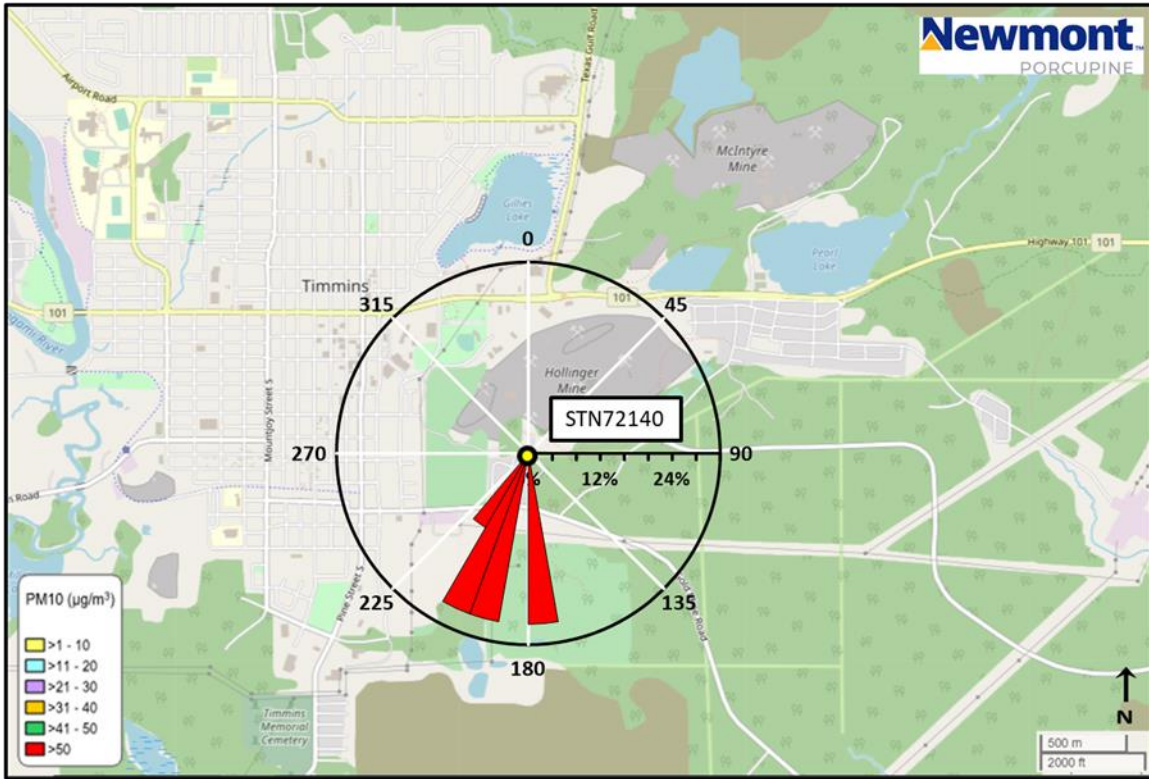 Newmont™
PORCUPINE
Airport Road
Texas Gulf Road
McIntyre
Mine
Gillies
Lake
Pearl
Lake
Highway 101
101
0
Timmins
101
101
315
45
Hollinger
Mine
STN72140
Mountjoy Street S
270
90
%
12%
24%
Pine Street S
225
135
180
Timmins
Memorial
Cemetery
PM10 (µg/m³)
>1 - 10
>11 - 20
>21 - 30
>31 - 40
>41 - 50
>50
N
500 m
2000 ft